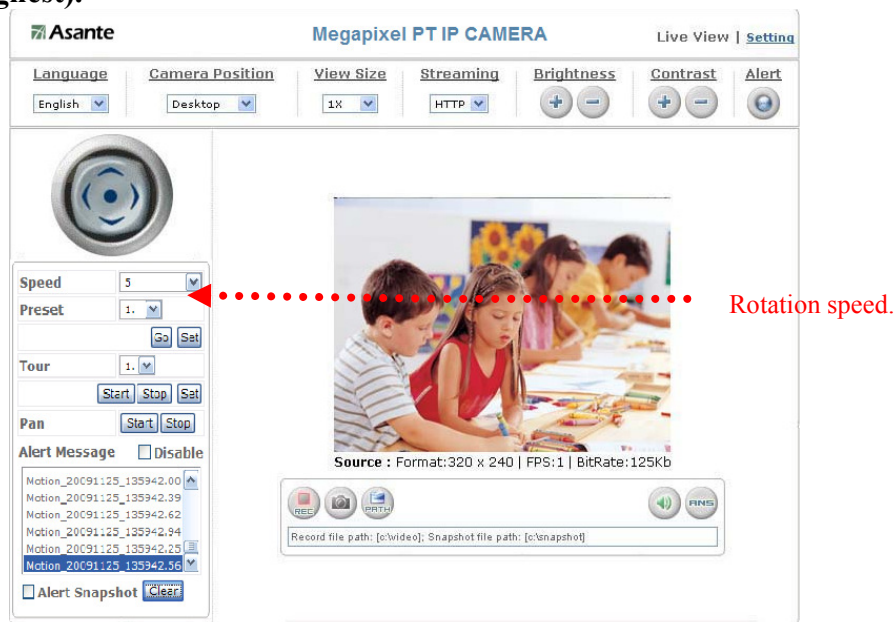 ghest).
Asante
Megapixel PT IP CAMERA
Live View | Setting
Language Camera Position View Size Streaming Brightness Contrast Alert
English Desktop 1X HTTP
Speed 5
Preset 1.
Go Set
Rotation speed.
Tour 1.
Start Stop Set
Pan Start Stop
Alert Message Disable
Motion_20091125_135942.00
Motion_20091125_135942.39
Motion_20091125_135942.62
Motion_20091125_135942.94
Motion_20091125_135942.25
Motion_20091125_135942.56
Alert Snapshot Clear
Source : Format:320 x 240 | FPS:1 | BitRate:125Kb
REC PATH ANS
Record file path: [c:\video]; Snapshot file path: [c:\snapshot]